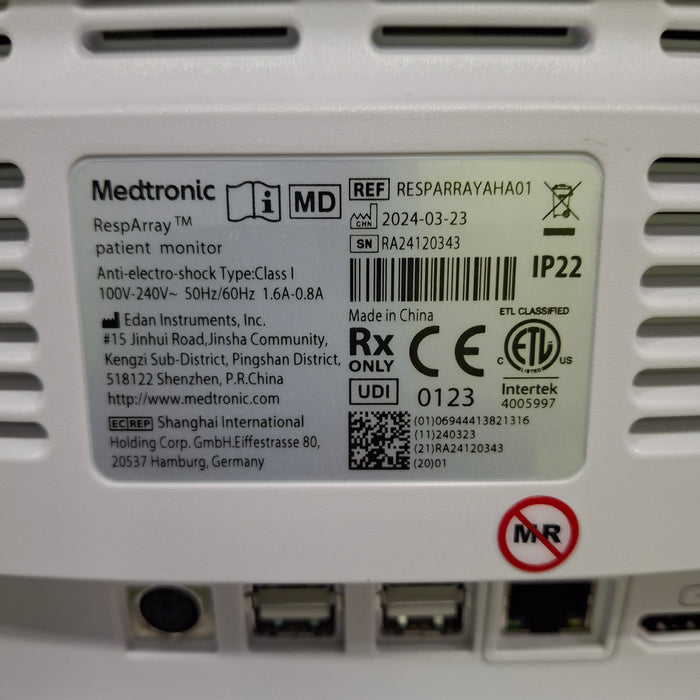 Medtronic
RespArray™
patient monitor
Anti-electro-shock Type:Class I
100V-240V~ 50Hz/60Hz 1.6A-0.8A
Edan Instruments, Inc.
#15 Jinhui Road,Jinsha Community,
Kengzi Sub-District, Pingshan District,
518122 Shenzhen, P.R.China
http://www.medtronic.com
EC REP Shanghai International
Holding Corp. GmbH.Eiffestrasse 80,
20537 Hamburg, Germany
MD
REF RESPARRAYAHA01
CHN 2024-03-23
SN RA24120343
IP22
Made in China
Rx
ONLY
CE
0123
ETL CLASSIFIED
ETL
LISTED
C US
Intertek
4005997
UDI
(01)06944413821316
(11)240323
(21)RA24120343
(20)01
MR